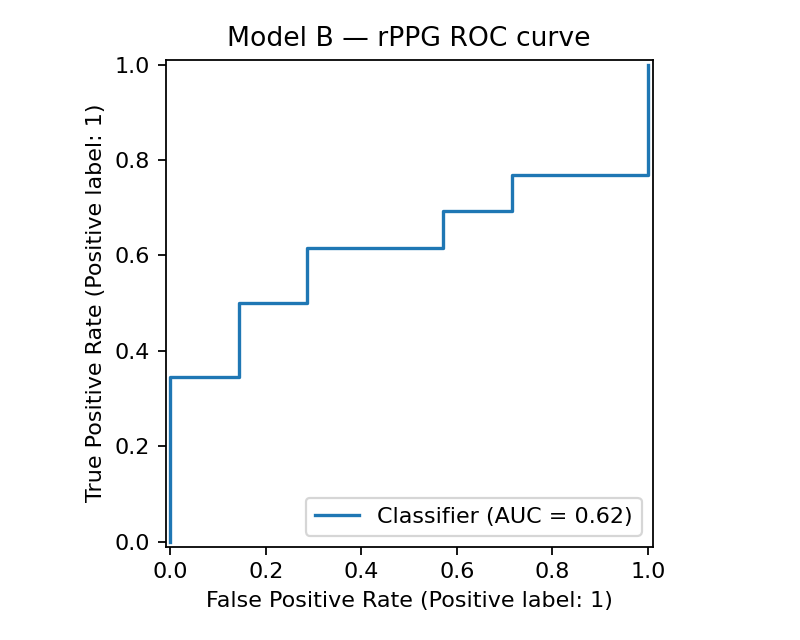 Model B — rPPG ROC curve
True Positive Rate (Positive label: 1)
1.0
0.8
0.6
0.4
0.2
0.0
Classifier (AUC = 0.62)
0.0 0.2 0.4 0.6 0.8 1.0
False Positive Rate (Positive label: 1)